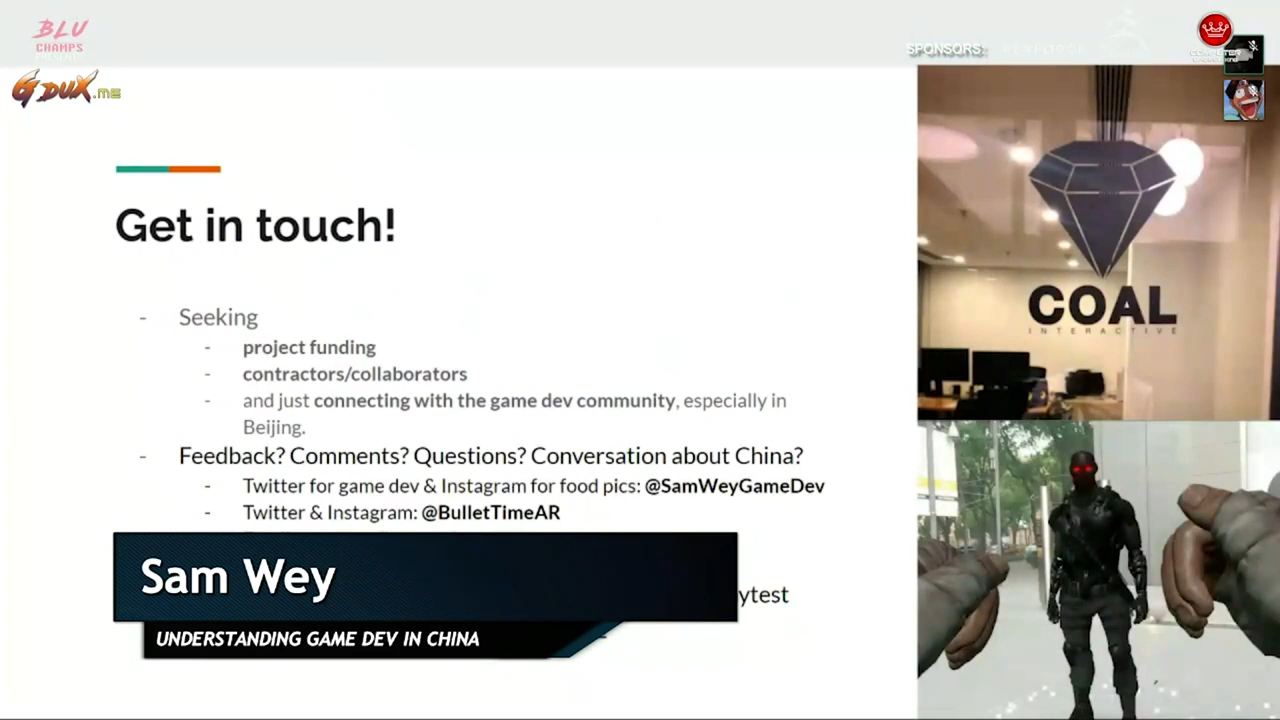 BLU
CHAMPS
PRESENTS
G DUX.ME
SPONSORS:
Get in touch!
- Seeking
- project funding
- contractors/collaborators
- and just connecting with the game dev community, especially in
Beijing.
- Feedback? Comments? Questions? Conversation about China?
- Twitter for game dev & Instagram for food pics: @SamWeyGameDev
- Twitter & Instagram: @BulletTimeAR
ytest
Sam Wey
UNDERSTANDING GAME DEV IN CHINA
COAL
INTERACTIVE